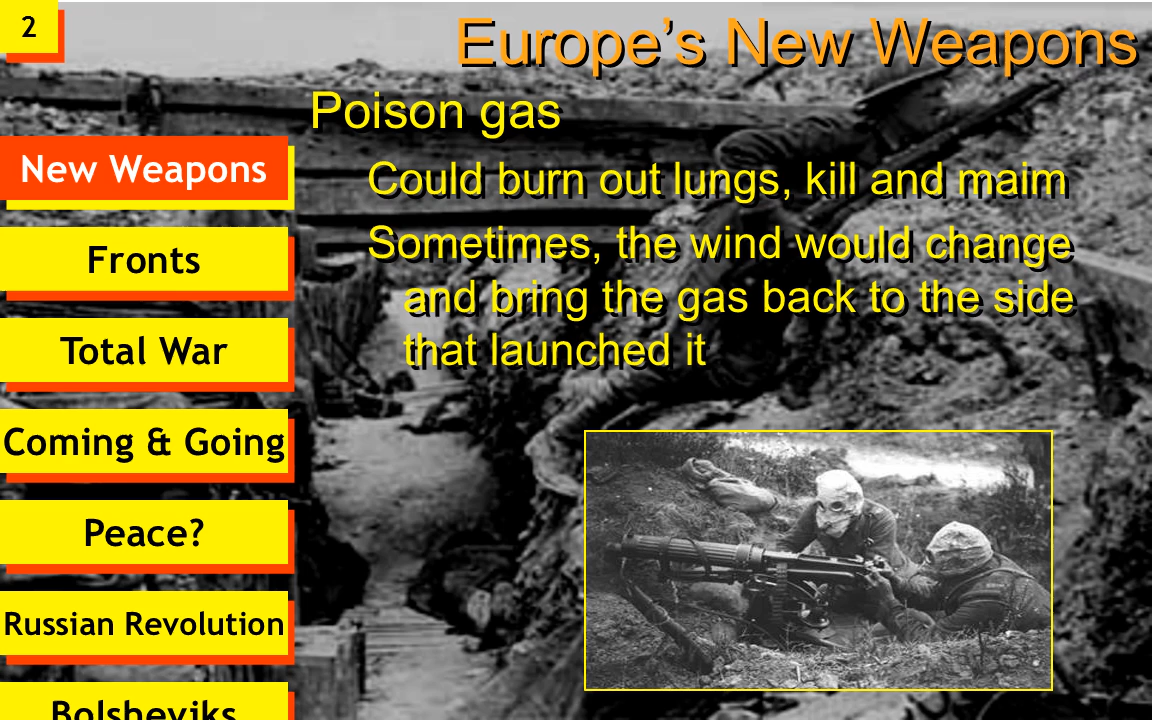 2
Europe’s New Weapons
Poison gas
Could burn out lungs, kill and maim
Sometimes, the wind would change
and bring the gas back to the side
that launched it
New Weapons
Fronts
Total War
Coming & Going
Peace?
Russian Revolution
Bolsheviks